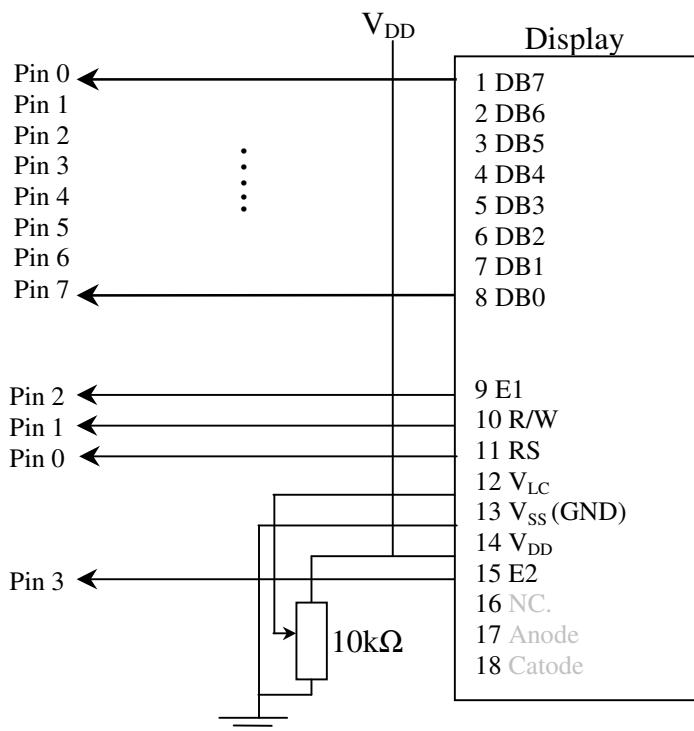 V_DD
Display
Pin 0
Pin 1
Pin 2
Pin 3
Pin 4
Pin 5
Pin 6
Pin 7
1 DB7
2 DB6
3 DB5
4 DB4
5 DB3
6 DB2
7 DB1
8 DB0
Pin 2
Pin 1
Pin 0
Pin 3
9 E1
10 R/W
11 RS
12 V_LC
13 V_SS (GND)
14 V_DD
15 E2
16 NC.
17 Anode
18 Catode
10kΩ